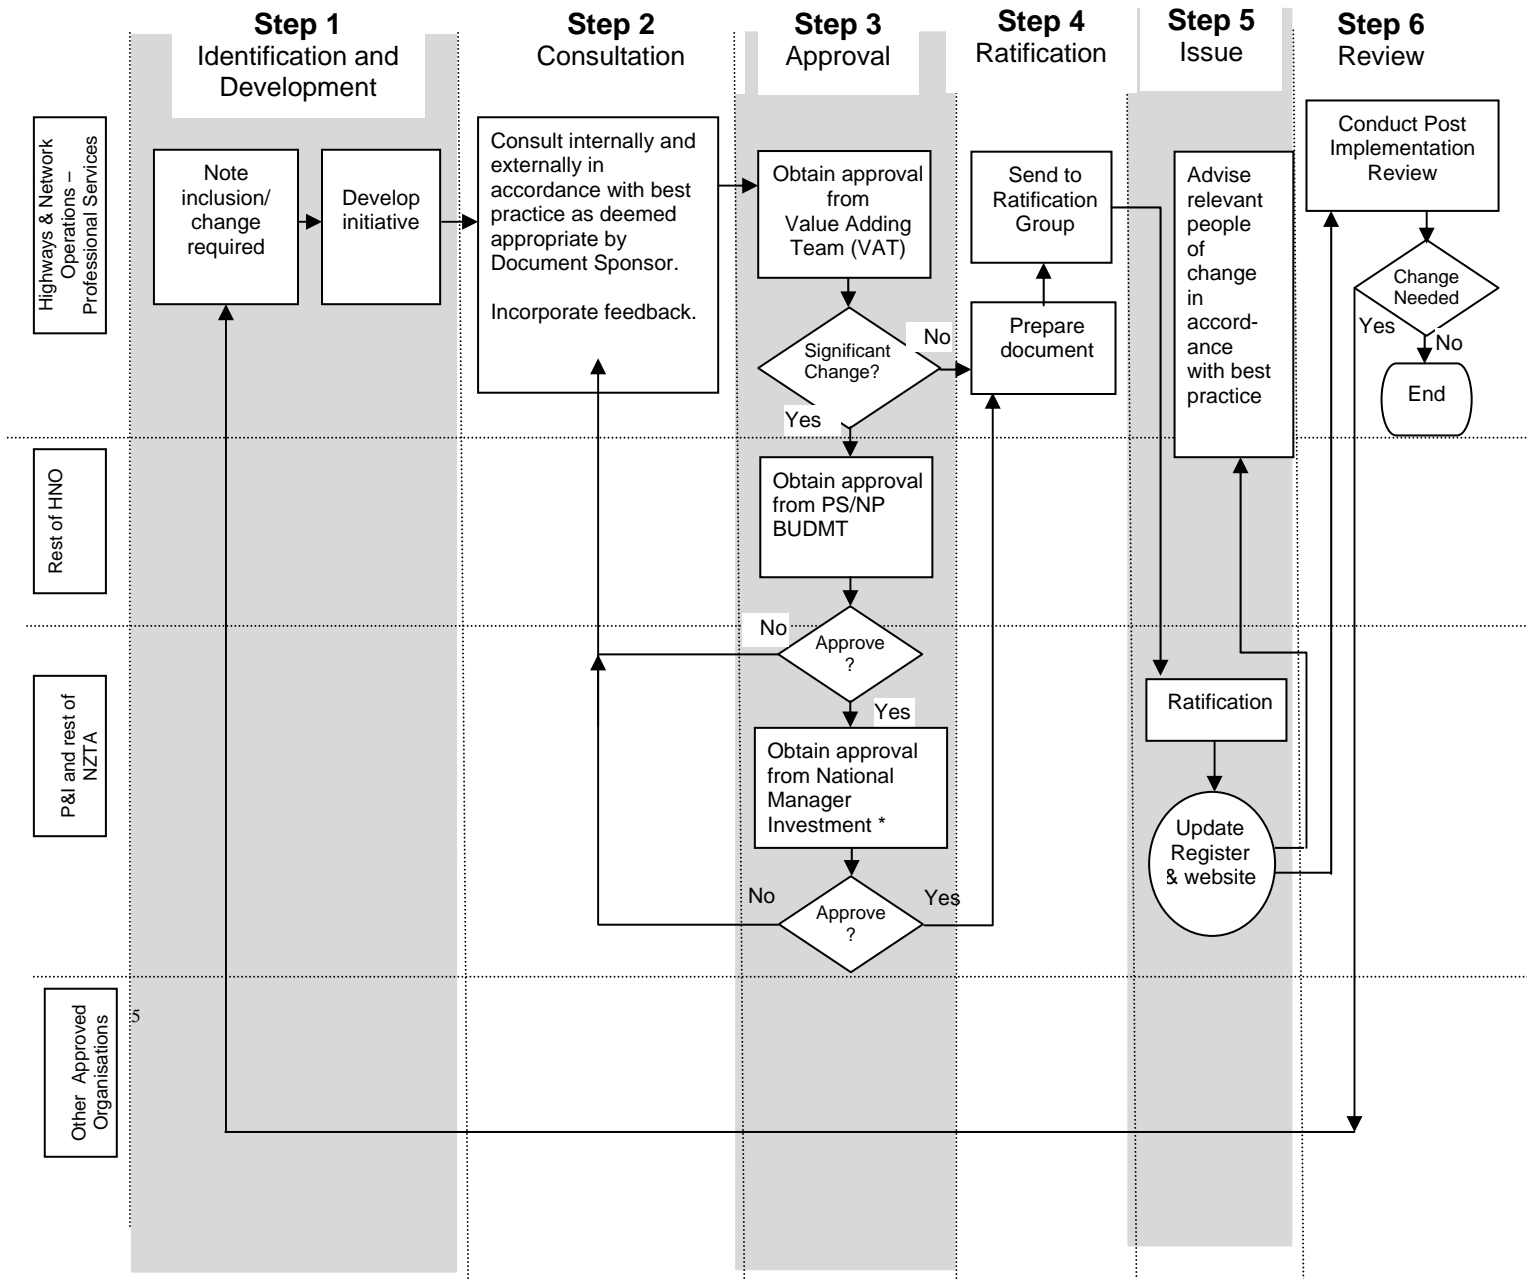 Step 1
Identification and
Development
Step 2
Consultation
Step 3
Approval
Step 4
Ratification
Step 5
Issue
Step 6
Review
Highways & Network
Operations –
Professional Services
Note
inclusion/
change
required
Develop
initiative
Consult internally and
externally in
accordance with best
practice as deemed
appropriate by
Document Sponsor.
Incorporate feedback.
Obtain approval
from
Value Adding
Team (VAT)
Significant
Change?
No
Yes
Send to
Ratification
Group
Prepare
document
Advise
relevant
people
of
change
in
accord-
ance
with best
practice
Conduct Post
Implementation
Review
Change
Needed
Yes
No
End
Rest of HNO
Obtain approval
from PS/NP
BUDMT
No
Approve
?
Yes
P&I and rest of
NZTA
Obtain approval
from National
Manager
Investment *
No
Approve
?
Yes
Ratification
Update
Register
& website
Other Approved
Organisations
5